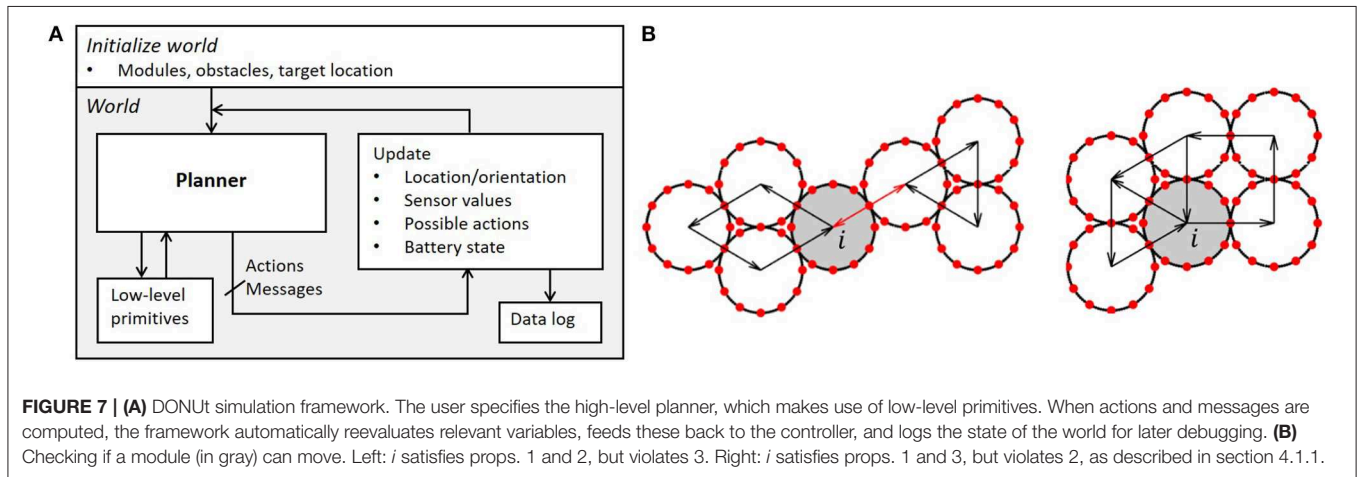 A
Initialize world
• Modules, obstacles, target location
World
Planner
Update
• Location/orientation
• Sensor values
• Possible actions
• Battery state
Actions
Messages
Low-level
primitives
Data log
B
i
i
FIGURE 7 | (A) DONUt simulation framework. The user specifies the high-level planner, which makes use of low-level primitives. When actions and messages are
computed, the framework automatically reevaluates relevant variables, feeds these back to the controller, and logs the state of the world for later debugging. (B)
Checking if a module (in gray) can move. Left: i satisfies props. 1 and 2, but violates 3. Right: i satisfies props. 1 and 3, but violates 2, as described in section 4.1.1.